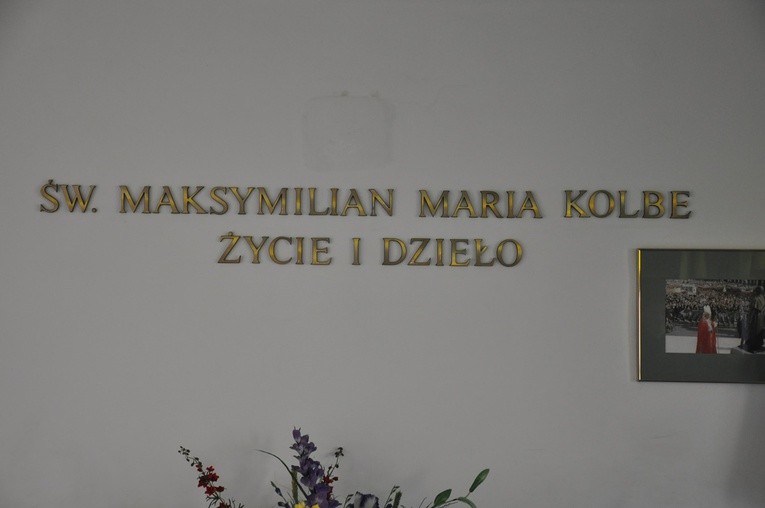 ŚW. MAKSYMILIAN MARIA KOLBE
ŻYCIE I DZIEŁO